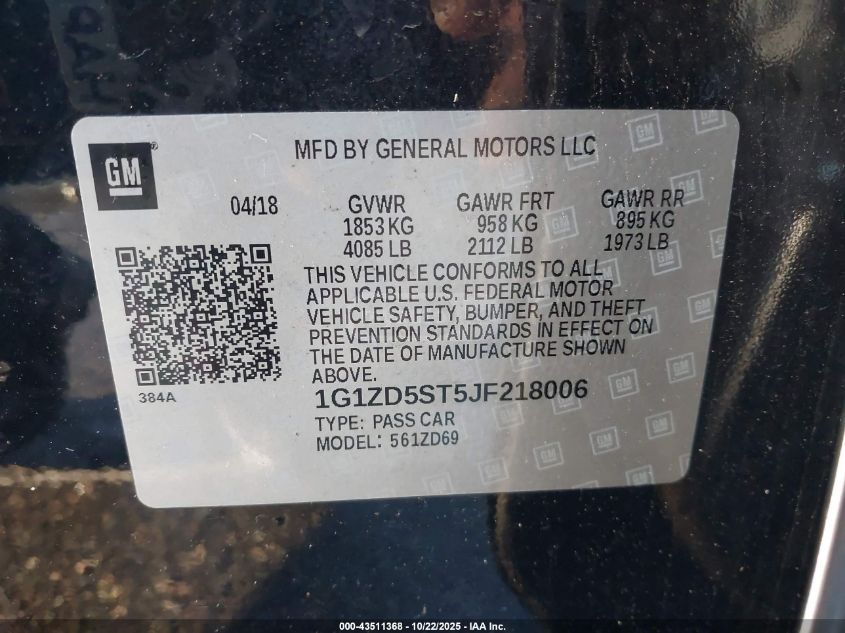 GM®
MFD BY GENERAL MOTORS LLC
04/18 GVWR GAWR FRT GAWR RR
1853 KG 958 KG 895 KG
4085 LB 2112 LB 1973 LB
THIS VEHICLE CONFORMS TO ALL
APPLICABLE U.S. FEDERAL MOTOR
VEHICLE SAFETY, BUMPER, AND THEFT
PREVENTION STANDARDS IN EFFECT ON
THE DATE OF MANUFACTURE SHOWN
ABOVE.
384A
1G1ZD5ST5JF218006
TYPE: PASS CAR
MODEL: 561ZD69
000-43511368 - 10/22/2025 - IAA Inc.